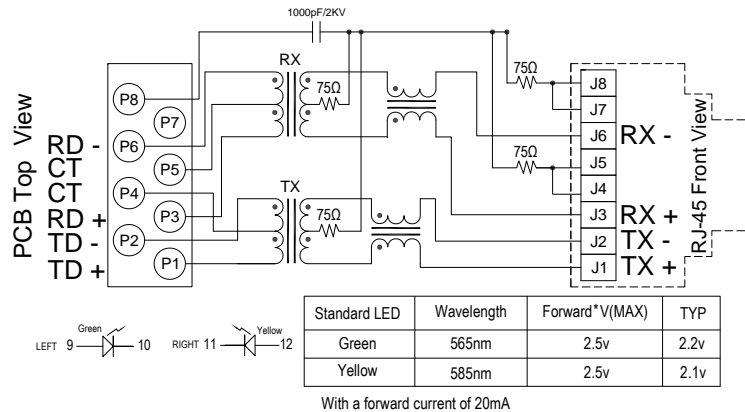 1000pF/2KV
PCB Top View
P8
P7
P6
P5
P4
P3
P2
P1
RD -
CT
CT
RD +
TD -
TD +
RX
75Ω
TX
75Ω
75Ω
75Ω
J8
J7
J6 RX -
J5
J4
J3 RX +
J2 TX -
J1 TX +
RJ-45 Front View
Green
LEFT 9 10
Yellow
RIGHT 11 12
Standard LED Wavelength Forward*V(MAX) TYP
Green 565nm 2.5v 2.2v
Yellow 585nm 2.5v 2.1v
With a forward current of 20mA